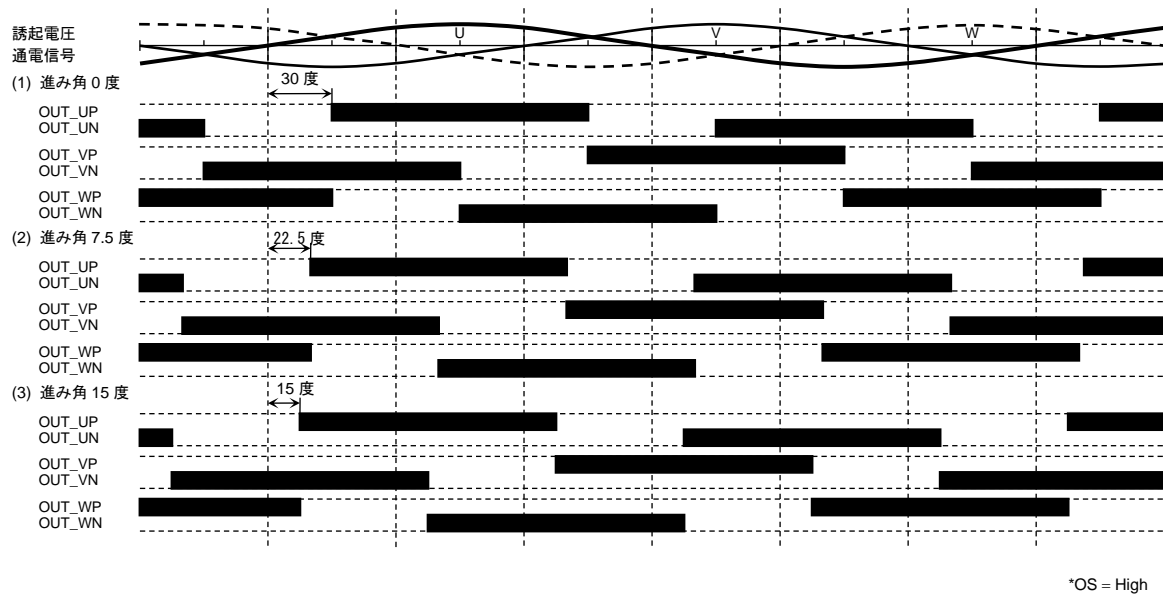 誘起電圧
U
V
W
通電信号
(1) 進み角 0 度
30 度
OUT_UP
OUT_UN
OUT_VP
OUT_VN
OUT_WP
OUT_WN
(2) 進み角 7.5 度
22.5 度
OUT_UP
OUT_UN
OUT_VP
OUT_VN
OUT_WP
OUT_WN
(3) 進み角 15 度
15 度
OUT_UP
OUT_UN
OUT_VP
OUT_VN
OUT_WP
OUT_WN
*OS = High